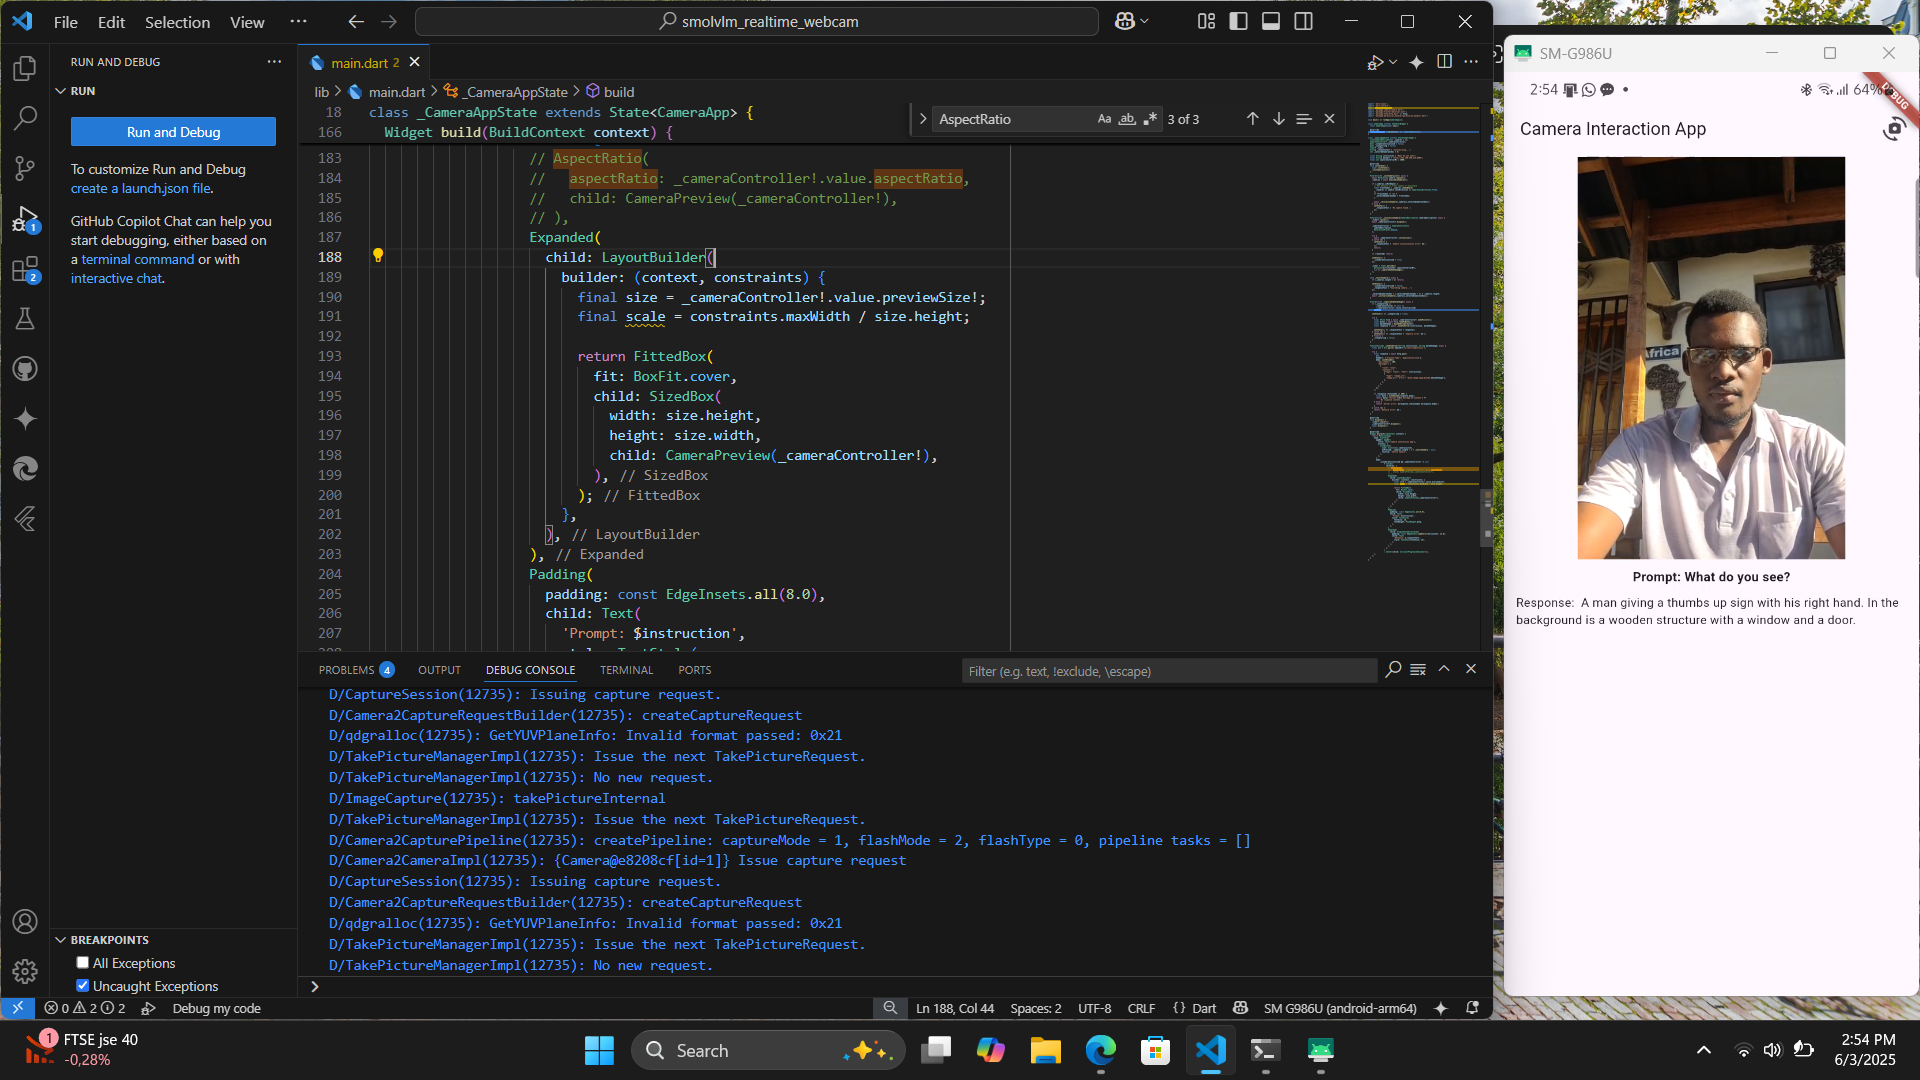 File Edit Selection View ···
smolvlm_realtime_webcam
RUN AND DEBUG
RUN
Run and Debug
To customize Run and Debug
create a launch.json file.
GitHub Copilot Chat can help you
start debugging, either based on
a terminal command or with
interactive chat.
1
2
BREAKPOINTS
All Exceptions
Uncaught Exceptions
main.dart 2
lib > main.dart > _CameraAppState > build
AspectRatio
Aa ab 3 of 3
18 class _CameraAppState extends State<CameraApp> {
166 Widget build(BuildContext context) {
183 // AspectRatio(
184 //   aspectRatio: _cameraController!.value.aspectRatio,
185 //   child: CameraPreview(_cameraController!),
186 // ),
187 Expanded(
188 child: LayoutBuilder(
189 builder: (context, constraints) {
190 final size = _cameraController!.value.previewSize!;
191 final scale = constraints.maxWidth / size.height;
192
193 return FittedBox(
194 fit: BoxFit.cover,
195 child: SizedBox(
196 width: size.height,
197 height: size.width,
198 child: CameraPreview(_cameraController!),
199 ), // SizedBox
200 ); // FittedBox
201 },
202 ), // LayoutBuilder
203 ), // Expanded
204 Padding(
205 padding: const EdgeInsets.all(8.0),
206 child: Text(
207 'Prompt: $instruction',
PROBLEMS 4 OUTPUT DEBUG CONSOLE TERMINAL PORTS
Filter (e.g. text, !exclude, \escape)
D/CaptureSession(12735): Issuing capture request.
D/Camera2CaptureRequestBuilder(12735): createCaptureRequest
D/qdgralloc(12735): GetYUVPlaneInfo: Invalid format passed: 0x21
D/TakePictureManagerImpl(12735): Issue the next TakePictureRequest.
D/TakePictureManagerImpl(12735): No new request.
D/ImageCapture(12735): takePictureInternal
D/TakePictureManagerImpl(12735): Issue the next TakePictureRequest.
D/Camera2CapturePipeline(12735): createPipeline: captureMode = 1, flashMode = 2, flashType = 0, pipeline tasks = []
D/Camera2CameraImpl(12735): {Camera@e8208cf[id=1]} Issue capture request
D/CaptureSession(12735): Issuing capture request.
D/Camera2CaptureRequestBuilder(12735): createCaptureRequest
D/qdgralloc(12735): GetYUVPlaneInfo: Invalid format passed: 0x21
D/TakePictureManagerImpl(12735): Issue the next TakePictureRequest.
D/TakePictureManagerImpl(12735): No new request.
0 2 2 Debug my code
Ln 188, Col 44 Spaces: 2 UTF-8 CRLF {} Dart SM G986U (android-arm64)
SM-G986U
2:54 64%
DEBUG
Camera Interaction App
Africa
Prompt: What do you see?
Response: A man giving a thumbs up sign with his right hand. In the
background is a wooden structure with a window and a door.
1
FTSE jse 40
-0,28%
Search
2:54 PM
6/3/2025